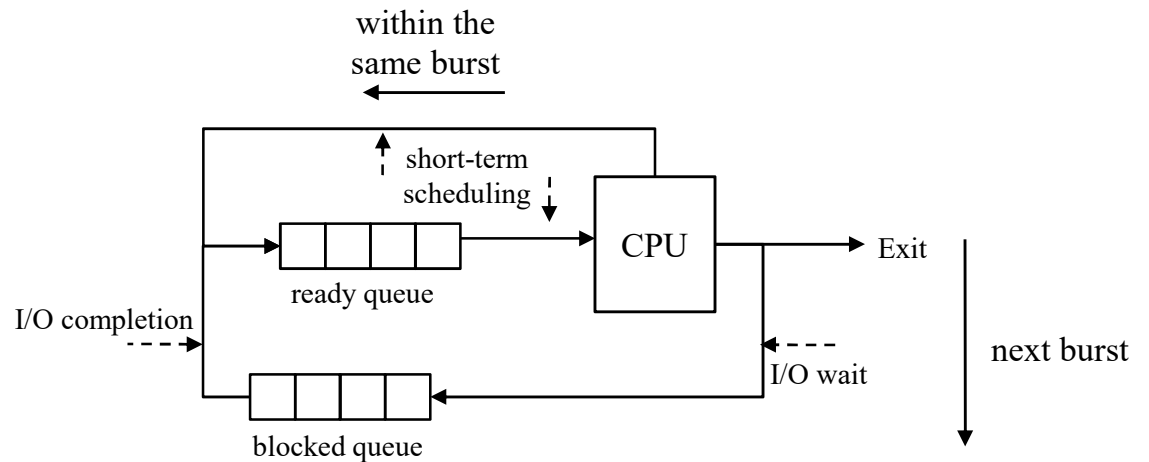 within the
same burst
short-term
scheduling
CPU
Exit
ready queue
I/O completion
next burst
I/O wait
blocked queue